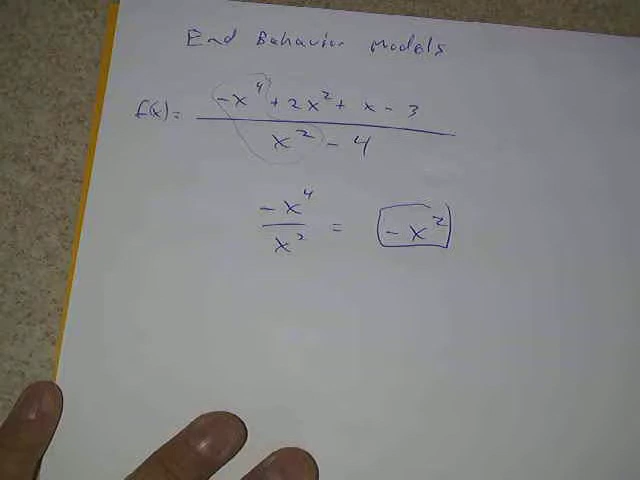 End Behavior Models
f(x) = (-x⁴ + 2x² + x - 3) / (x² - 4)
-x⁴ / x² = -x²